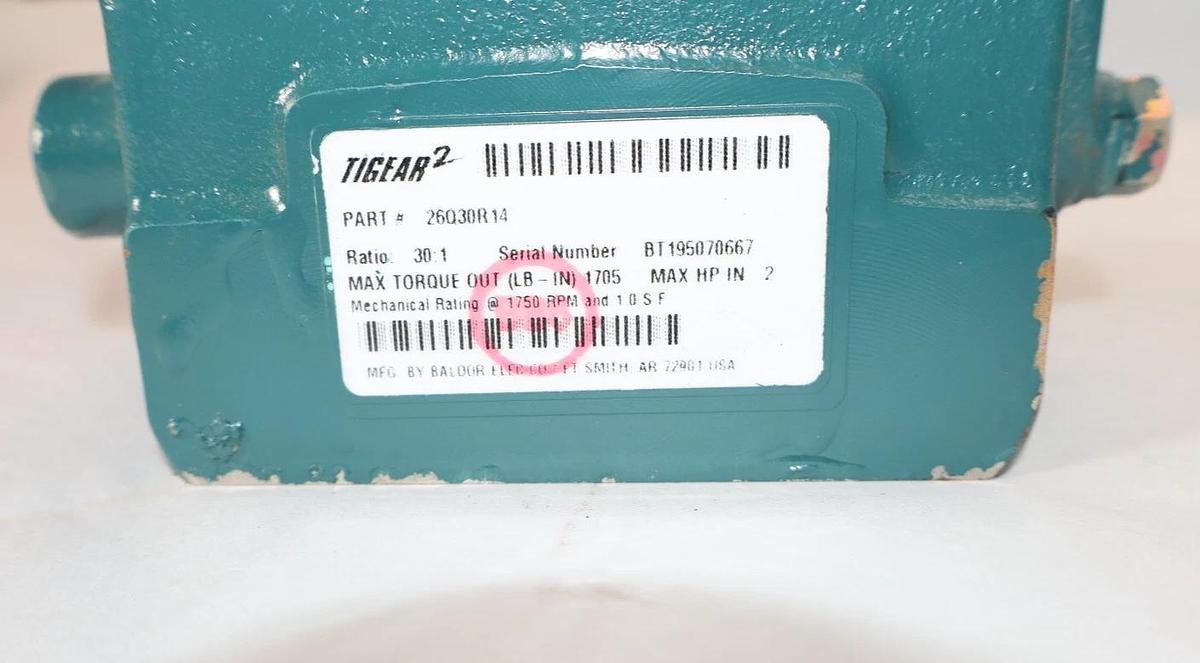 TIGEAR2
PART # 26Q30R14
Ratio: 30:1 Serial Number BT195070667
MAX TORQUE OUT (LB-IN) 1705 MAX HP IN 2
Mechanical Rating @ 1750 RPM and 1.0 S F
MFG. BY BALDOR ELEC CO / FT SMITH, AR 72901 USA